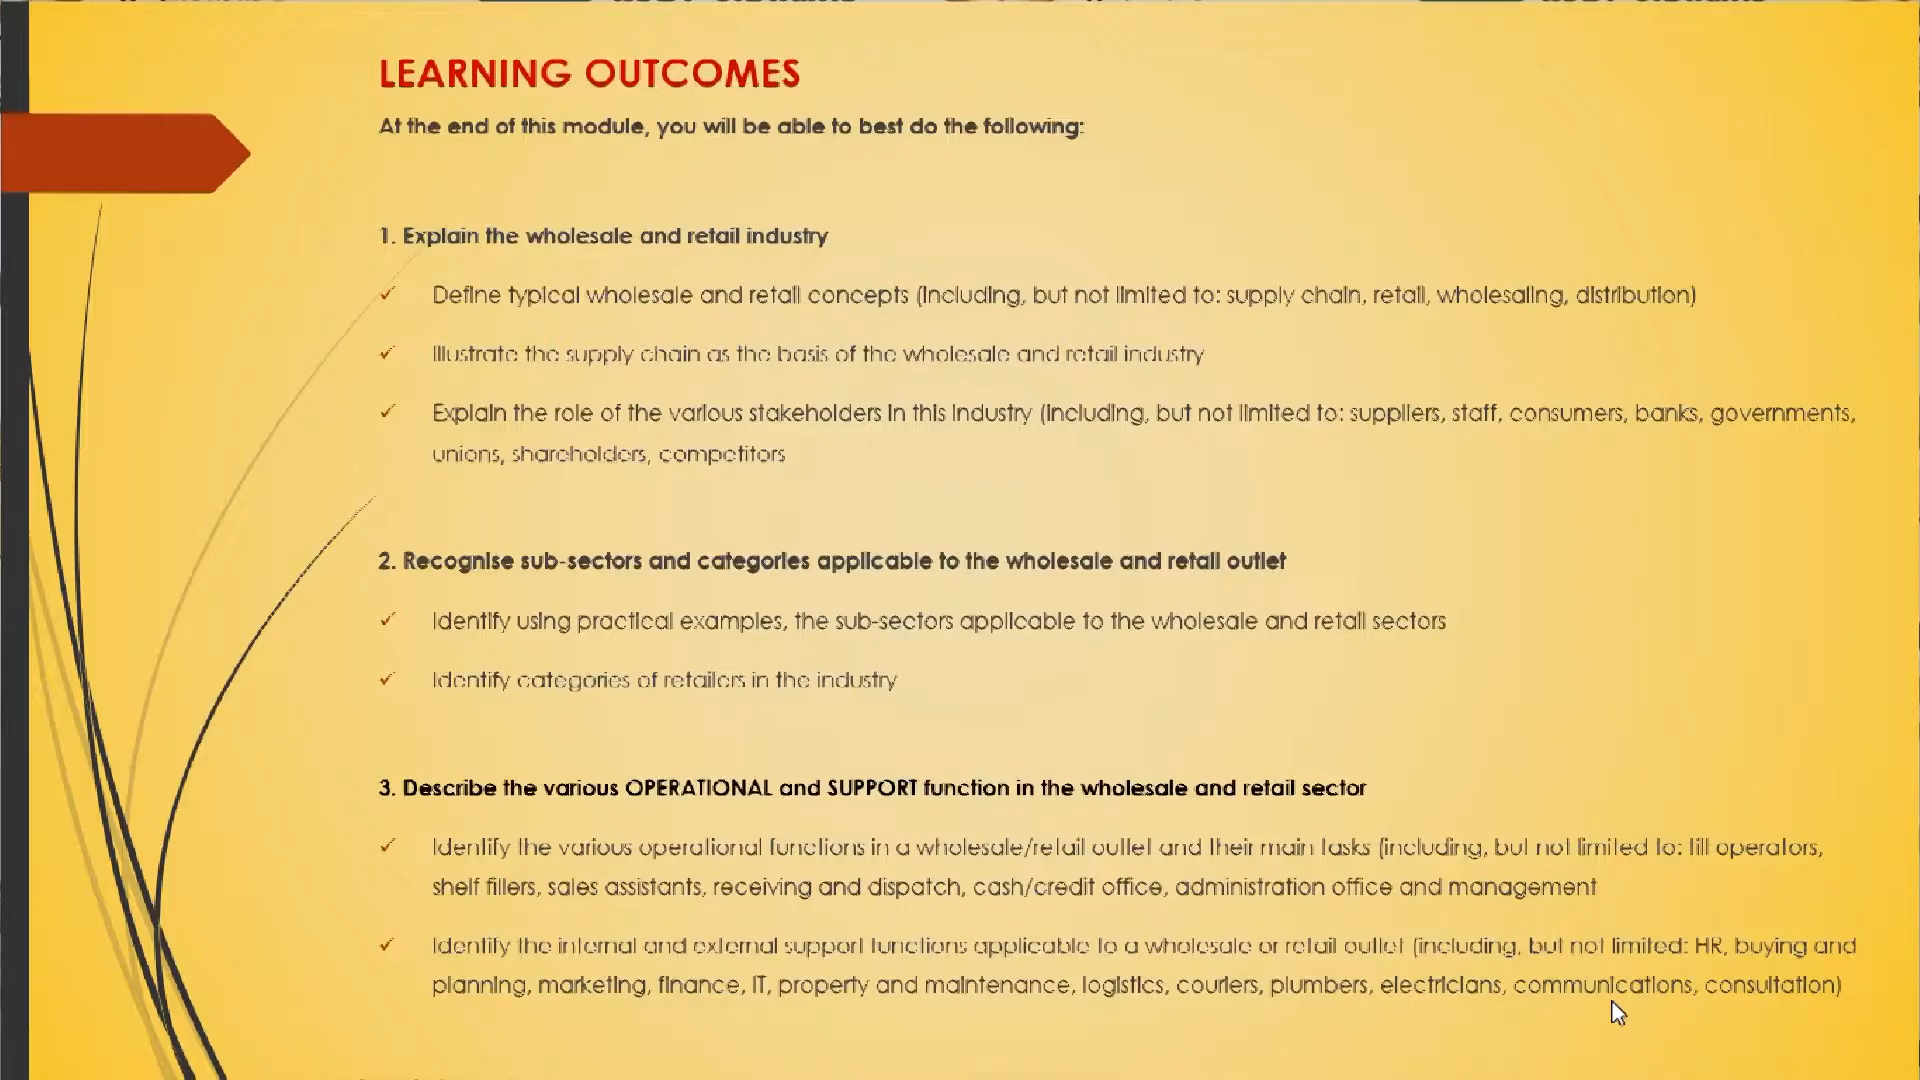 LEARNING OUTCOMES
At the end of this module, you will be able to best do the following:
1. Explain the wholesale and retail industry
✓ Define typical wholesale and retail concepts (including, but not limited to: supply chain, retail, wholesaling, distribution)
✓ Illustrate the supply chain as the basis of the wholesale and retail industry
✓ Explain the role of the various stakeholders in this industry (including, but not limited to: suppliers, staff, consumers, banks, governments,
unions, shareholders, competitors
2. Recognise sub-sectors and categories applicable to the wholesale and retail outlet
✓ Identify using practical examples, the sub-sectors applicable to the wholesale and retail sectors
✓ Identify categories of retailers in the industry
3. Describe the various OPERATIONAL and SUPPORT function in the wholesale and retail sector
✓ Identify the various operational functions in a wholesale/retail outlet and their main tasks (including, but not limited to: till operators,
shelf fillers, sales assistants, receiving and dispatch, cash/credit office, administration office and management
✓ Identify the internal and external support functions applicable to a wholesale or retail outlet (including, but not limited: HR, buying and
planning, marketing, finance, IT, property and maintenance, logistics, couriers, plumbers, electricians, communications, consultation)